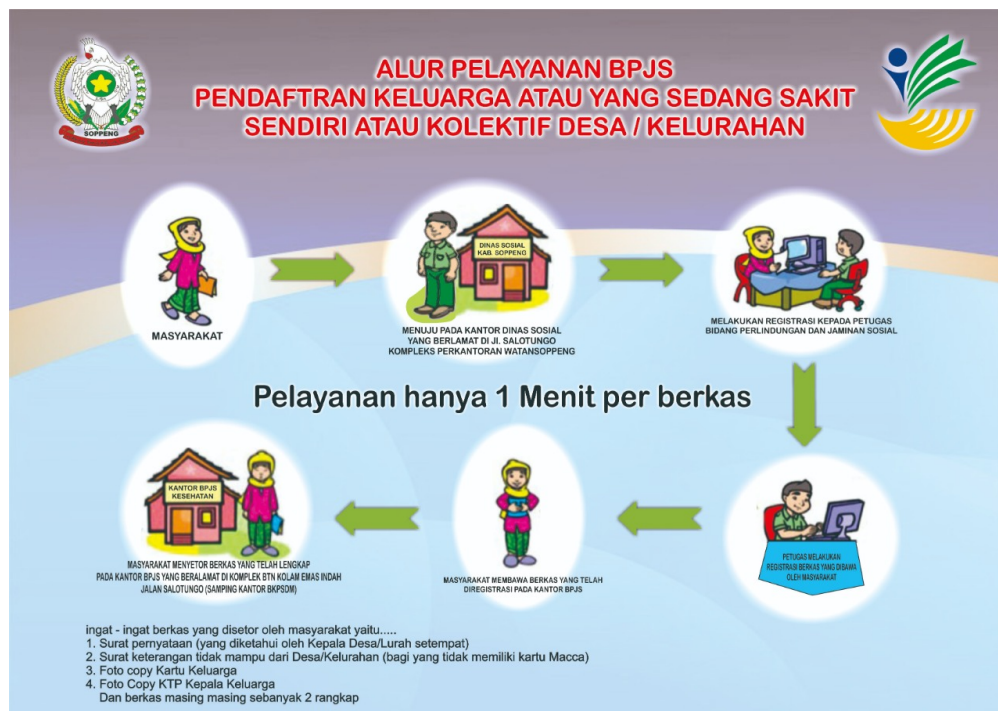 ALUR PELAYANAN BPJS
PENDAFTRAN KELUARGA ATAU YANG SEDANG SAKIT
SENDIRI ATAU KOLEKTIF DESA / KELURAHAN
SOPPENG
MASYARAKAT
DINAS SOSIAL
KAB. SOPPENG
MENUJU PADA KANTOR DINAS SOSIAL
YANG BERLAMAT DI Jl. SALOTUNGO
KOMPLEKS PERKANTORAN WATANSOPPENG
MELAKUKAN REGISTRASI KEPADA PETUGAS
BIDANG PERLINDUNGAN DAN JAMINAN SOSIAL
Pelayanan hanya 1 Menit per berkas
KANTOR BPJS
KESEHATAN
MASYARAKAT MENYETOR BERKAS YANG TELAH LENGKAP
PADA KANTOR BPJS YANG BERALAMAT DI KOMPLEK BTN KOLAM EMAS INDAH
JALAN SALOTUNGO (SAMPING KANTOR BKPSDM)
MASYARAKAT MEMBAWA BERKAS YANG TELAH
DIREGISTRASI PADA KANTOR BPJS
PETUGAS MELAKUKAN
REGISTRASI BERKAS YANG DIBAWA
OLEH MASYARAKAT
ingat - ingat berkas yang disetor oleh masyarakat yaitu.....
1. Surat pernyataan (yang diketahui oleh Kepala Desa/Lurah setempat)
2. Surat keterangan tidak mampu dari Desa/Kelurahan (bagi yang tidak memiliki kartu Macca)
3. Foto copy Kartu Keluarga
4. Foto Copy KTP Kepala Keluarga
Dan berkas masing masing sebanyak 2 rangkap